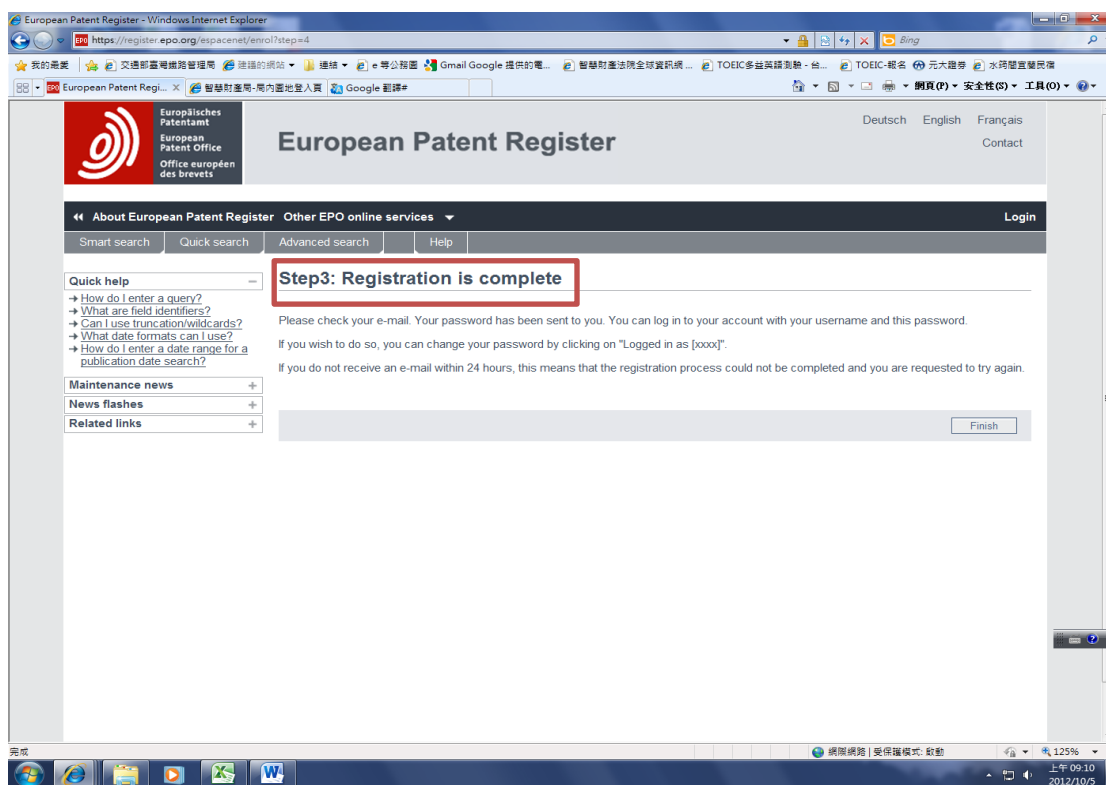 European Patent Register - Windows Internet Explorer
https://register.epo.org/espacenet/enrol?step=4
Bing
我的最愛 交通部臺灣鐵路管理局 建議的網站 連結 e 等公務園 Gmail Google 提供的電... 智慧財產法院全球資訊網 ... TOEIC多益英語測驗 - 台... TOEIC-報名 元大證券
European Patent Regi... 智慧財產局-局內園地登入頁 Google 翻譯# 網頁(P) 安全性(S) 工具(O)
Europäisches
Patentamt
European
Patent Office
Office européen
des brevets
European Patent Register
Deutsch English Français
Contact
About European Patent Register Other EPO online services Login
Smart search Quick search Advanced search Help
Quick help
How do I enter a query?
What are field identifiers?
Can I use truncation/wildcards?
What date formats can I use?
How do I enter a date range for a
publication date search?
Maintenance news
News flashes
Related links
Step3: Registration is complete
Please check your e-mail. Your password has been sent to you. You can log in to your account with your username and this password.
If you wish to do so, you can change your password by clicking on "Logged in as [xxxx]".
If you do not receive an e-mail within 24 hours, this means that the registration process could not be completed and you are requested to try again.
Finish
完成 網際網路 | 受保護模式: 啟動 125%
上午 09:10
2012/10/5